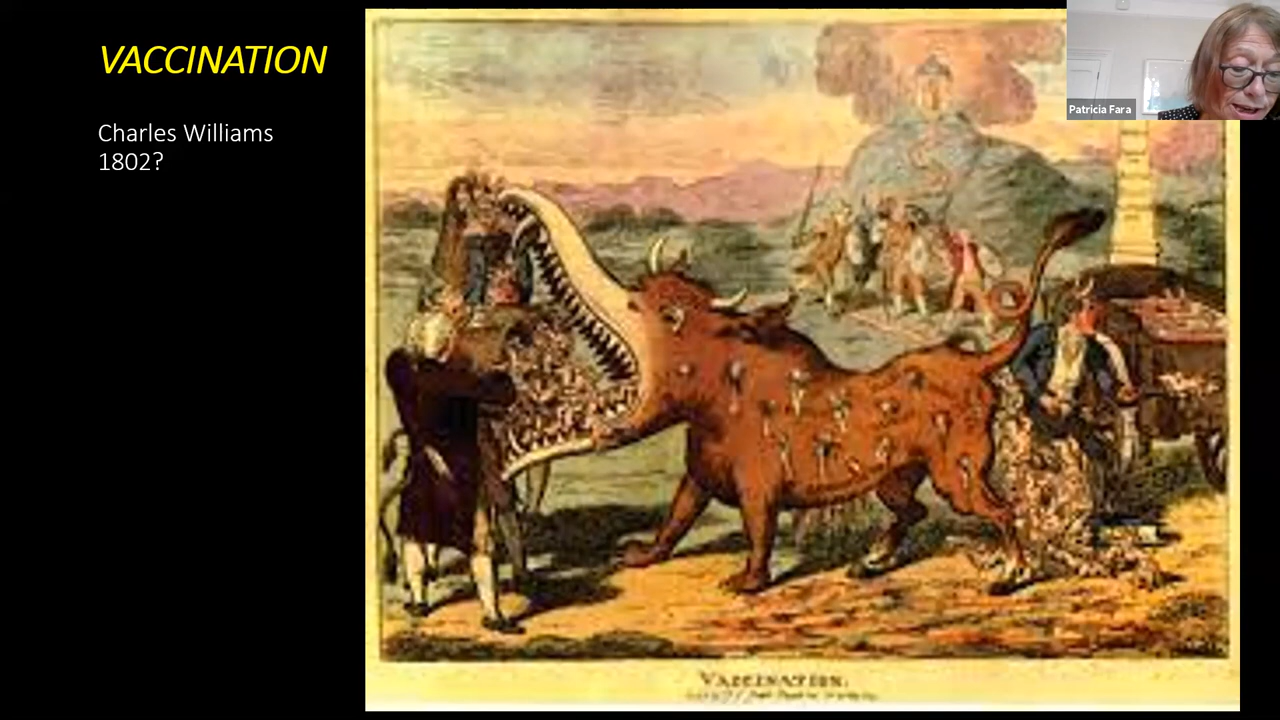 VACCINATION
Charles Williams
1802?
Patricia Fara
VACCINATION.